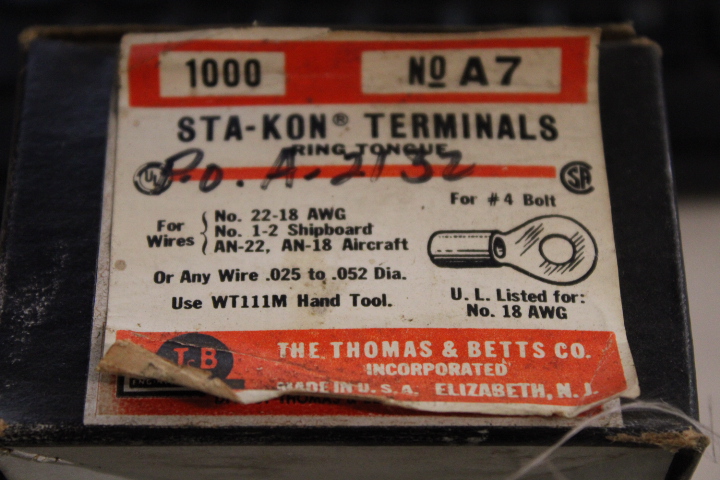 1000 NO A7
STA-KON® TERMINALS
RING TONGUE
UL P.O. A-2132 SA
For #4 Bolt
For Wires { No. 22-18 AWG
No. 1-2 Shipboard
AN-22, AN-18 Aircraft
Or Any Wire .025 to .052 Dia.
Use WT111M Hand Tool.
U. L. Listed for:
No. 18 AWG
T-B
THE THOMAS & BETTS CO.
INCORPORATED
MADE IN U.S.A. ELIZABETH, N.J.